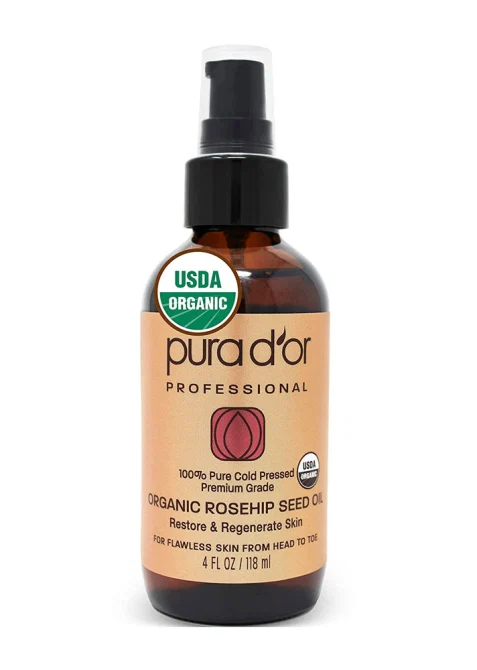 USDA
ORGANIC
pura d'or
PROFESSIONAL
100% Pure Cold Pressed
Premium Grade
USDA
ORGANIC
ORGANIC ROSEHIP SEED OIL
Restore & Regenerate Skin
FOR FLAWLESS SKIN FROM HEAD TO TOE
4 FL OZ / 118 ml